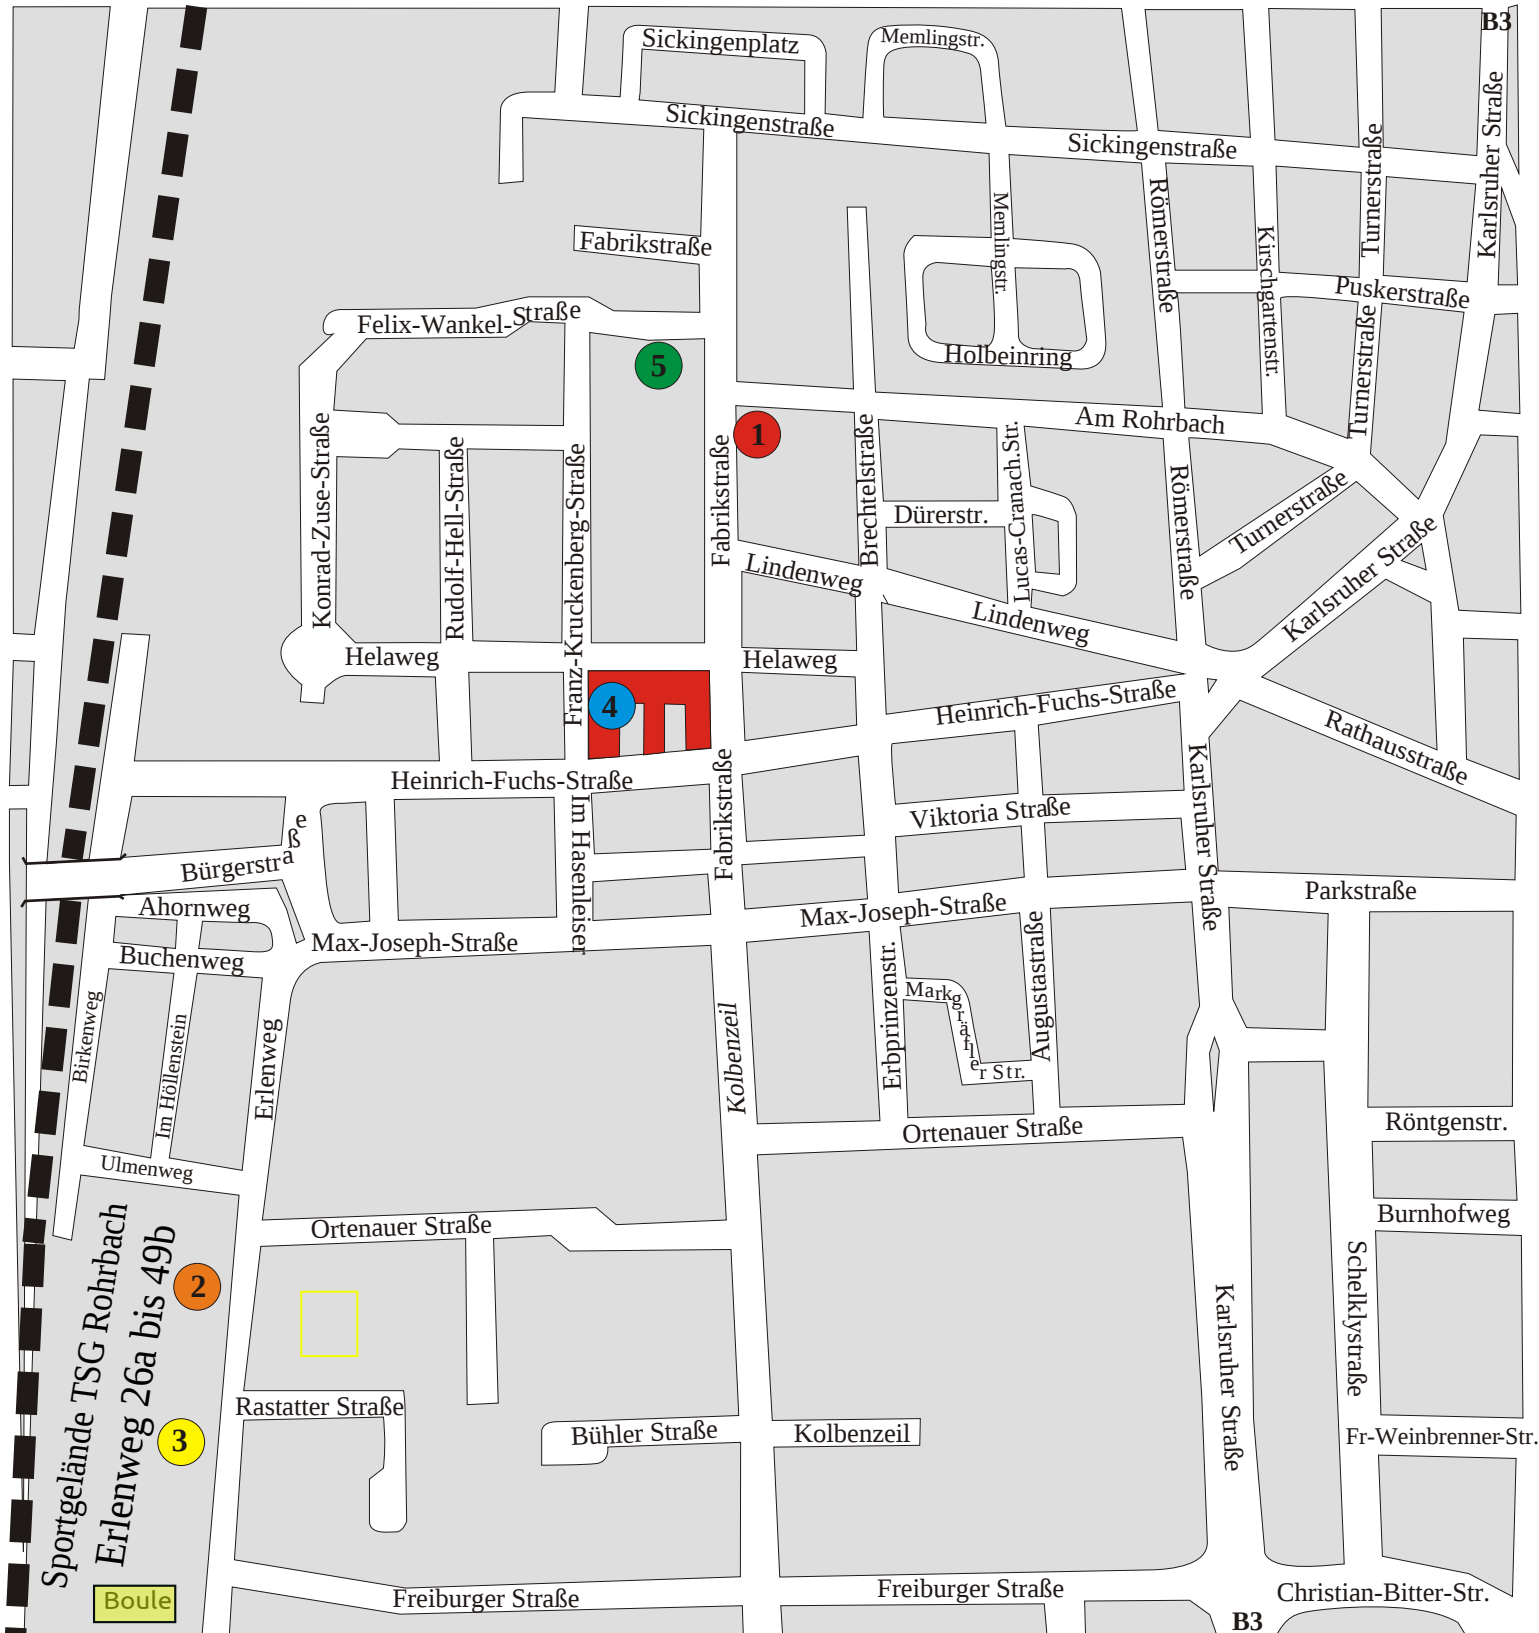 B3
Sickingenplatz
Memlingstr.
Sickingenstraße
Sickingenstraße
Turnerstraße
Karlsruher Straße
Römerstraße
Memlingstr.
Kirschgartenstr.
Fabrikstraße
Puskerstraße
Felix-Wankel-Straße
Turnerstraße
Holbeinring
5
1
Am Rohrbach
Konrad-Zuse-Straße
Rudolf-Hell-Straße
Franz-Kruckenberg-Straße
Fabrikstraße
Brechtelstraße
Lucas-Cranach.Str.
Römerstraße
Dürerstr.
Turnerstraße
Karlsruher Straße
Lindenweg
Lindenweg
Helaweg
Helaweg
4
Heinrich-Fuchs-Straße
Rathausstraße
Heinrich-Fuchs-Straße
Karlsruher Straße
Im Hasenleiser
Fabrikstraße
Viktoria Straße
Bürgerstraße
Parkstraße
Ahornweg
Max-Joseph-Straße
Max-Joseph-Straße
Buchenweg
Birkenweg
Im Höllenstein
Erlenweg
Kolbenzeil
Erbprinzenstr.
Markgräfler Str.
Augustastraße
Röntgenstr.
Ortenauer Straße
Ulmenweg
Burnhofweg
Ortenauer Straße
Sportgelände TSG Rohrbach
Erlenweg 26a bis 49b
2
Karlsruher Straße
Schelklystraße
Rastatter Straße
3
Bühler Straße
Kolbenzeil
Fr-Weinbrenner-Str.
Boule
Freiburger Straße
Freiburger Straße
Christian-Bitter-Str.
B3